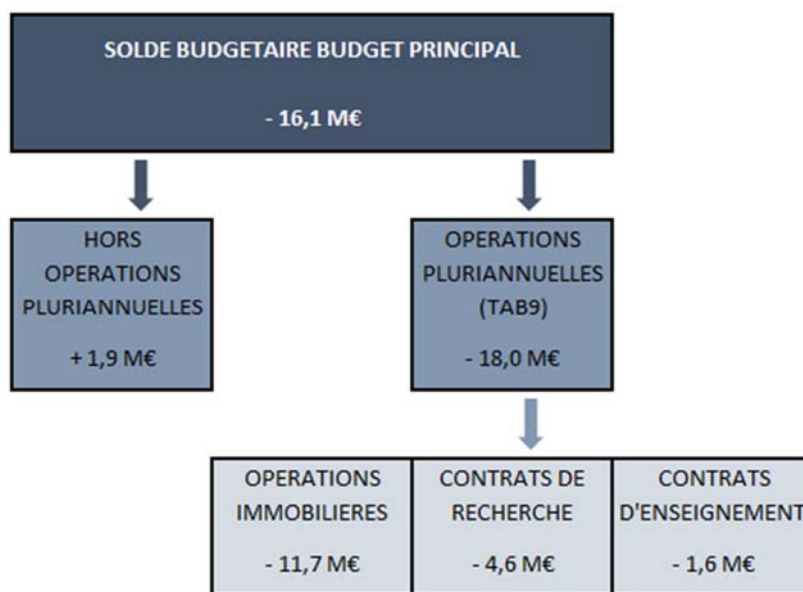 SOLDE BUDGETAIRE BUDGET PRINCIPAL
- 16,1 M€
HORS
OPERATIONS
PLURIANNUELLES
+ 1,9 M€
OPERATIONS
PLURIANNUELLES
(TAB9)
- 18,0 M€
OPERATIONS
IMMOBILIERES
- 11,7 M€
CONTRATS DE
RECHERCHE
- 4,6 M€
CONTRATS
D'ENSEIGNEMENT
- 1,6 M€